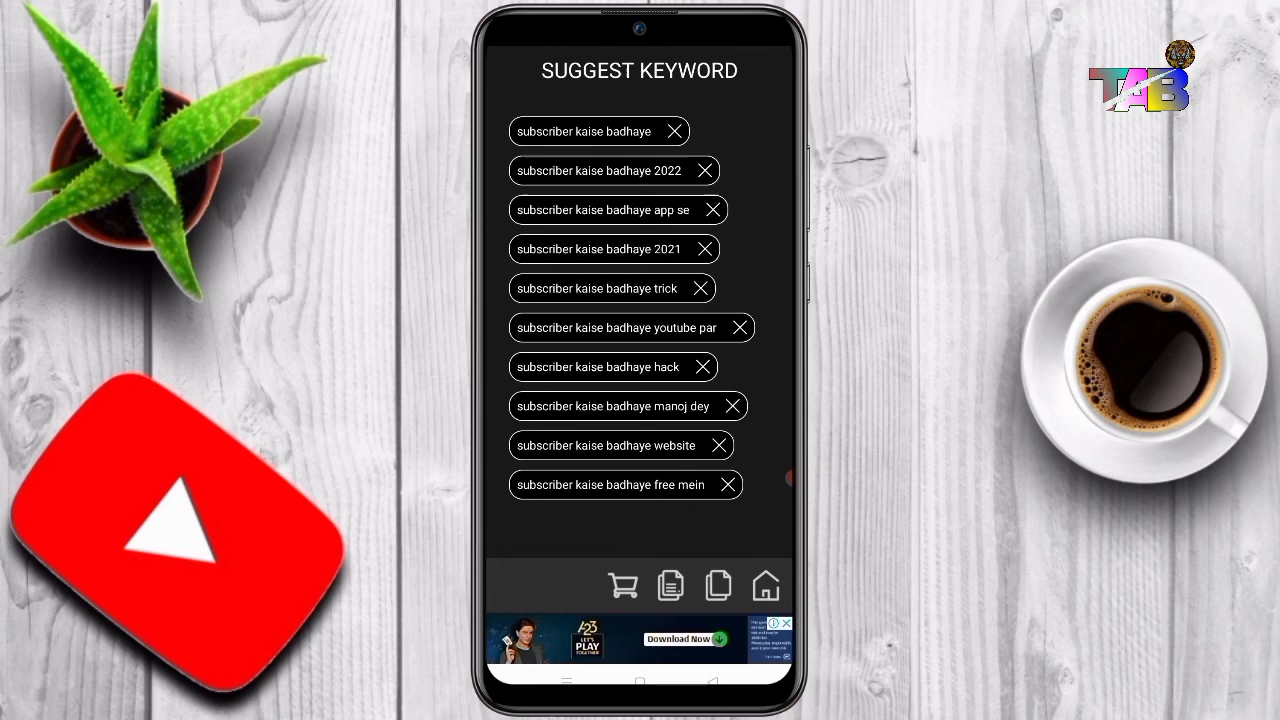 SUGGEST KEYWORD
TAB
subscriber kaise badhaye
subscriber kaise badhaye 2022
subscriber kaise badhaye app se
subscriber kaise badhaye 2021
subscriber kaise badhaye trick
subscriber kaise badhaye youtube par
subscriber kaise badhaye hack
subscriber kaise badhaye manoj dey
subscriber kaise badhaye website
subscriber kaise badhaye free mein
A23
LET'S
PLAY
TOGETHER
Download Now